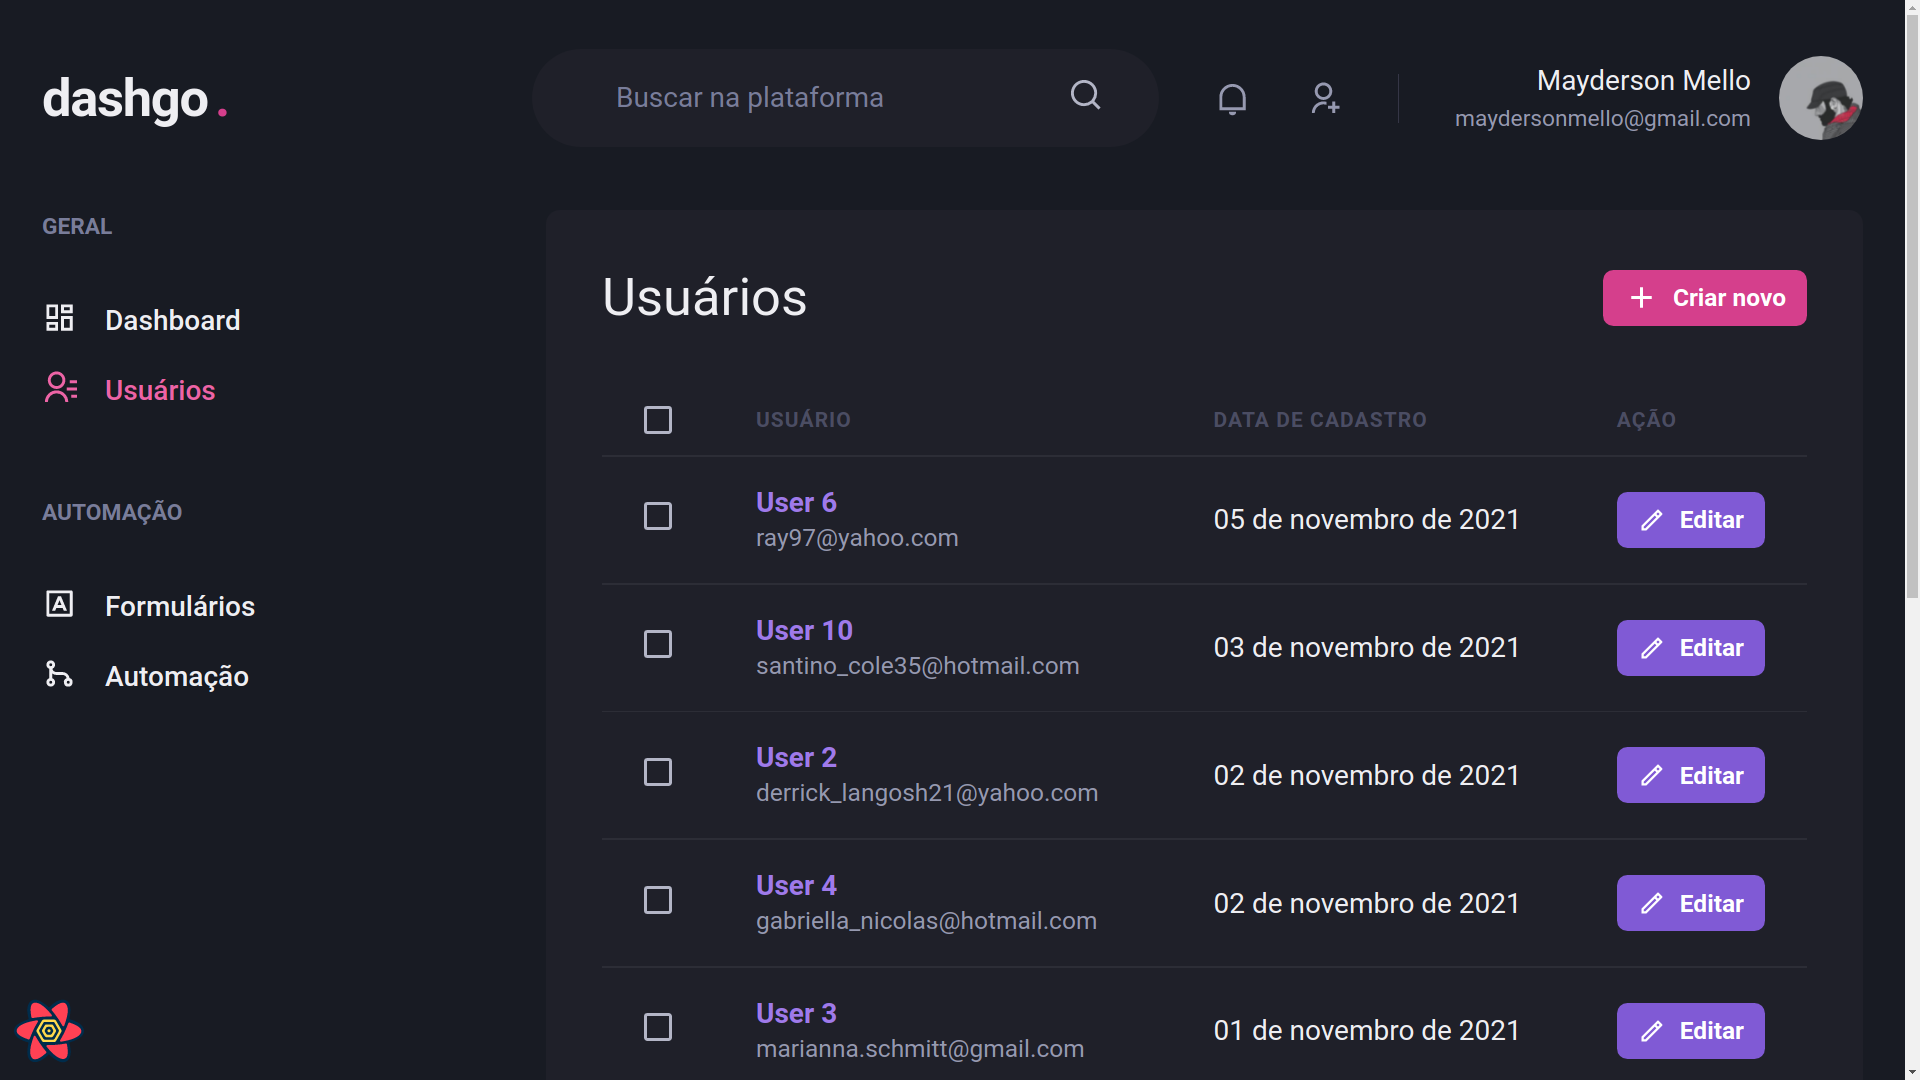 dashgo.
Buscar na plataforma
Mayderson Mello
maydersonmello@gmail.com
GERAL
Dashboard
Usuários
AUTOMAÇÃO
Formulários
Automação
Usuários
Criar novo
USUÁRIO DATA DE CADASTRO AÇÃO
User 6
ray97@yahoo.com
05 de novembro de 2021
Editar
User 10
santino_cole35@hotmail.com
03 de novembro de 2021
Editar
User 2
derrick_langosh21@yahoo.com
02 de novembro de 2021
Editar
User 4
gabriella_nicolas@hotmail.com
02 de novembro de 2021
Editar
User 3
marianna.schmitt@gmail.com
01 de novembro de 2021
Editar